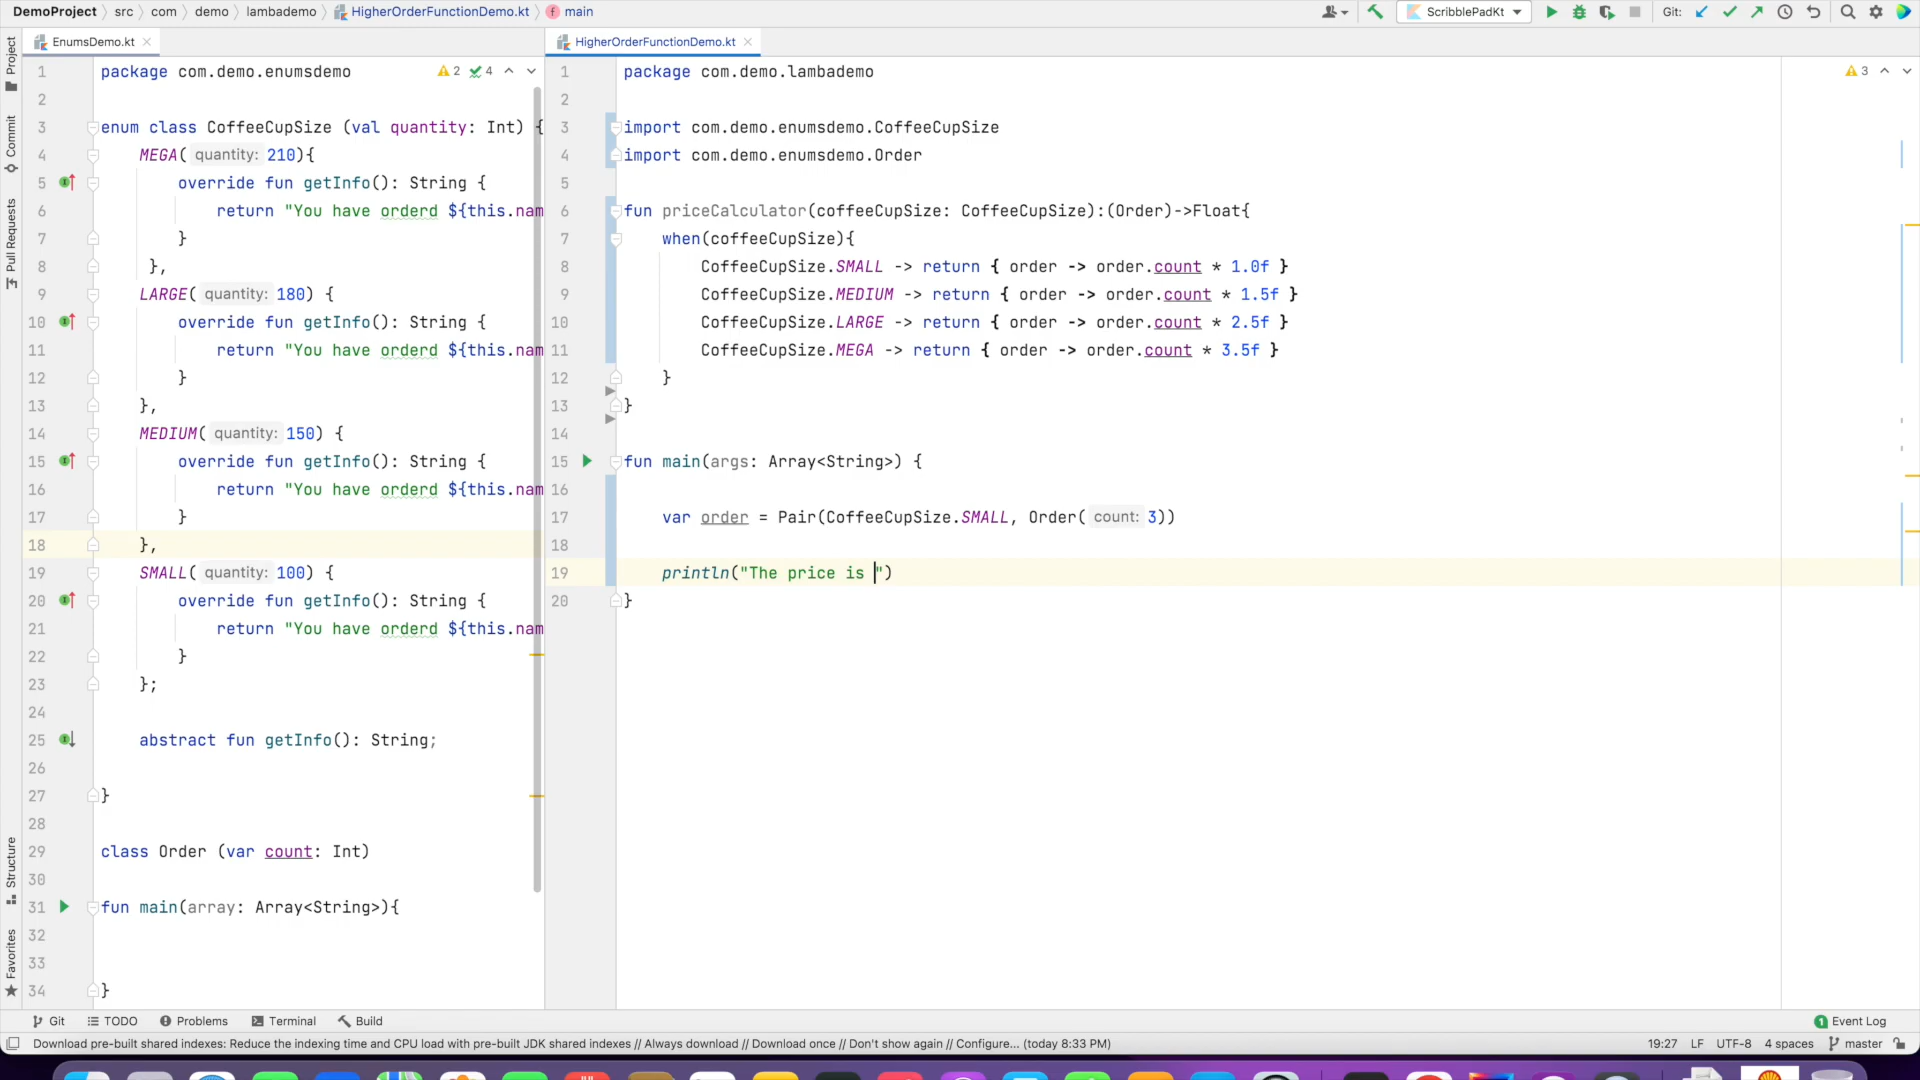 DemoProject src com demo lambademo HigherOrderFunctionDemo.kt main ScribblePadKt Git:
EnumsDemo.kt HigherOrderFunctionDemo.kt
Project
Commit
Pull Requests
Structure
Favorites
1 package com.demo.enumsdemo 2 4
2
3 enum class CoffeeCupSize (val quantity: Int) {
4 MEGA( quantity: 210){
5 override fun getInfo(): String {
6 return "You have orderd ${this.nam
7 }
8 },
9 LARGE( quantity: 180) {
10 override fun getInfo(): String {
11 return "You have orderd ${this.nam
12 }
13 },
14 MEDIUM( quantity: 150) {
15 override fun getInfo(): String {
16 return "You have orderd ${this.nam
17 }
18 },
19 SMALL( quantity: 100) {
20 override fun getInfo(): String {
21 return "You have orderd ${this.nam
22 }
23 };
24
25 abstract fun getInfo(): String;
26
27 }
28
29 class Order (var count: Int)
30
31 fun main(array: Array<String>){
32
33
34 }
1 package com.demo.lambademo 3
2
3 import com.demo.enumsdemo.CoffeeCupSize
4 import com.demo.enumsdemo.Order
5
6 fun priceCalculator(coffeeCupSize: CoffeeCupSize):(Order)->Float{
7 when(coffeeCupSize){
8 CoffeeCupSize.SMALL -> return { order -> order.count * 1.0f }
9 CoffeeCupSize.MEDIUM -> return { order -> order.count * 1.5f }
10 CoffeeCupSize.LARGE -> return { order -> order.count * 2.5f }
11 CoffeeCupSize.MEGA -> return { order -> order.count * 3.5f }
12 }
13 }
14
15 fun main(args: Array<String>) {
16
17 var order = Pair(CoffeeCupSize.SMALL, Order( count: 3))
18
19 println("The price is ")
20 }
Git TODO Problems Terminal Build 1 Event Log
Download pre-built shared indexes: Reduce the indexing time and CPU load with pre-built JDK shared indexes // Always download // Download once // Don't show again // Configure... (today 8:33 PM) 19:27 LF UTF-8 4 spaces master